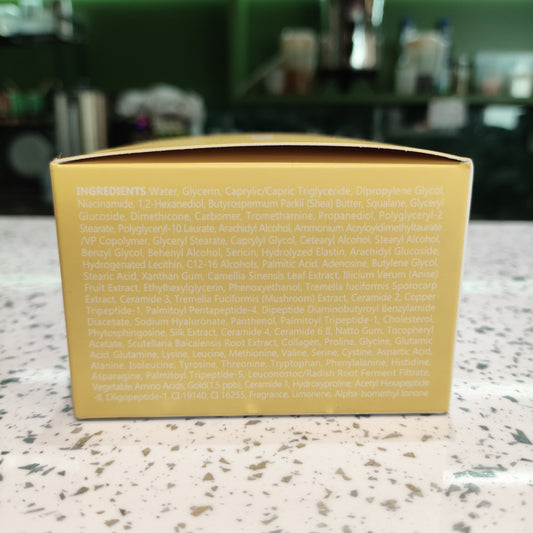 INGREDIENTS Water, Glycerin, Caprylic/Capric Triglyceride, Dipropylene Glycol,
Niacinamide, 1,2-Hexanediol, Butyrospermum Parkii (Shea) Butter, Squalane, Glyceryl
Glucoside, Dimethicone, Carbomer, Tromethamine, Propanediol, Polyglyceryl-2
Stearate, Polyglyceryl-10 Laurate, Arachidyl Alcohol, Ammonium Acryloyldimethyltaurate
/VP Copolymer, Glyceryl Stearate, Caprylyl Glycol, Cetearyl Alcohol, Stearyl Alcohol,
Benzyl Glycol, Behenyl Alcohol, Sericin, Hydrolyzed Elastin, Arachidyl Glucoside,
Hydrogenated Lecithin, C12-16 Alcohols, Palmitic Acid, Adenosine, Butylene Glycol,
Stearic Acid, Xanthan Gum, Camellia Sinensis Leaf Extract, Illicium Verum (Anise)
Fruit Extract, Ethylhexylglycerin, Phenoxyethanol, Tremella fuciformis Sporocarp
Extract, Ceramide 3, Tremella Fuciformis (Mushroom) Extract, Ceramide 2, Copper
Tripeptide-1, Palmitoyl Pentapeptide-4, Dipeptide Diaminobutyroyl Benzylamide
Diacetate, Sodium Hyaluronate, Panthenol, Palmitoyl Tripeptide-1, Cholesterol,
Phytosphingosine, Silk Extract, Ceramide 4, Ceramide 6 II, Natto Gum, Tocopheryl
Acetate, Scutellaria Baicalensis Root Extract, Collagen, Proline, Glycine, Glutamic
Acid, Glutamine, Lysine, Leucine, Methionine, Valine, Serine, Cystine, Aspartic Acid,
Alanine, Isoleucine, Tyrosine, Threonine, Tryptophan, Phenylalanine, Histidine,
Asparagine, Palmitoyl Tripeptide-5, Leuconostoc/Radish Root Ferment Filtrate,
Vegetable Amino Acids, Gold(1.5 ppb), Ceramide 1, Hydroxyproline, Acetyl Hexapeptide
-8, Oligopeptide-1, CI 19140, CI 16255, Fragrance, Limonene, Alpha-Isomethyl Ionone